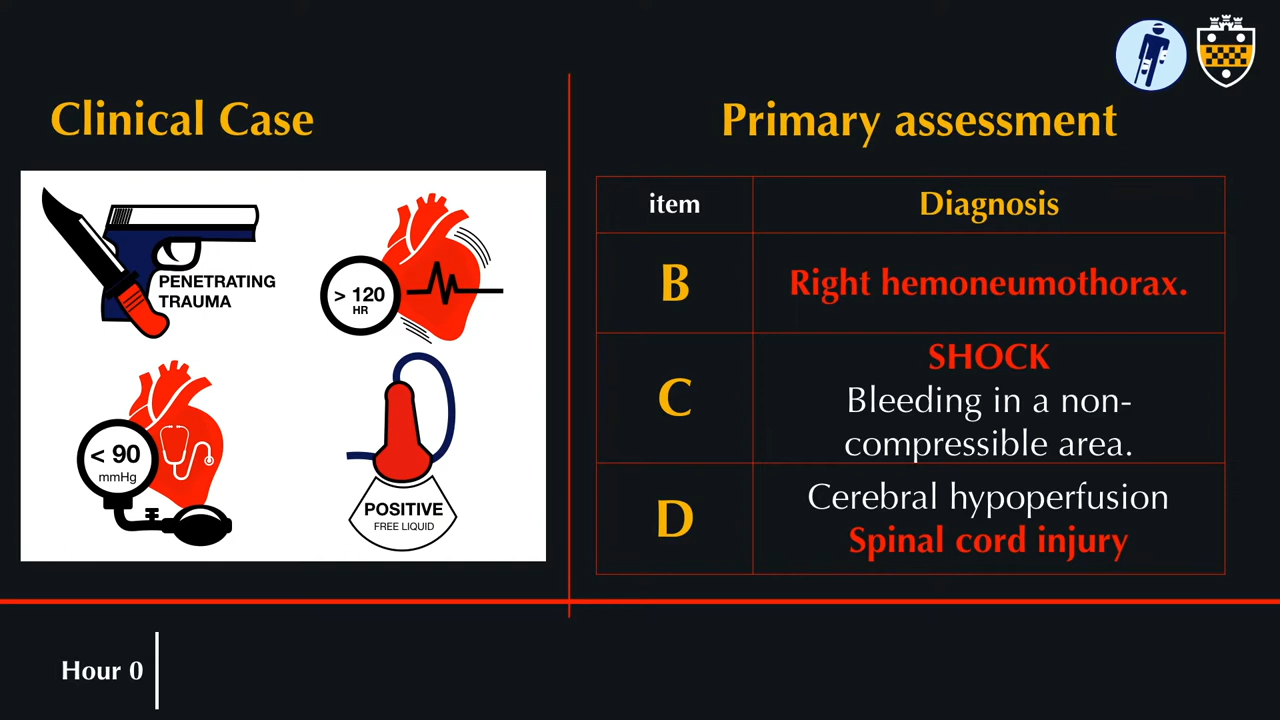 Clinical Case
PENETRATING
TRAUMA
> 120
HR
< 90
mmHg
POSITIVE
FREE LIQUID
Primary assessment
item
Diagnosis
B
Right hemoneumothorax.
C
SHOCK
Bleeding in a non-
compressible area.
D
Cerebral hypoperfusion
Spinal cord injury
Hour 0